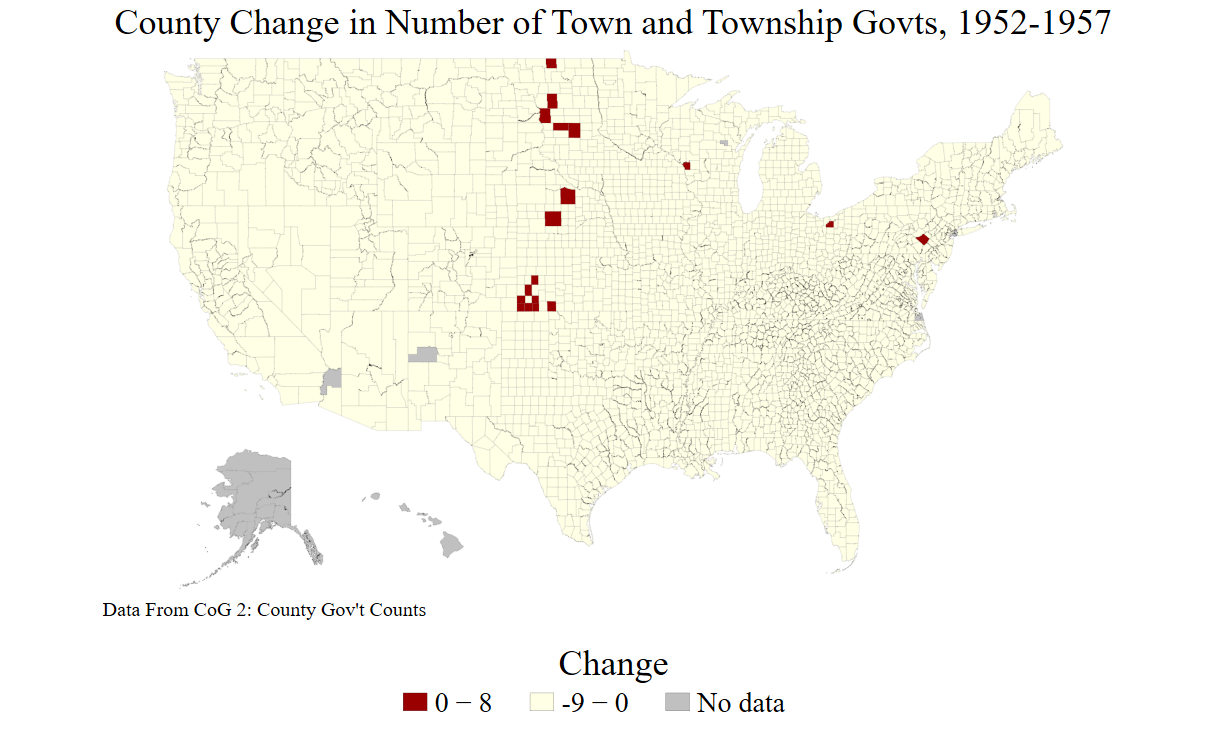 County Change in Number of Town and Township Govts, 1952-1957
Data From CoG 2: County Gov't Counts
Change
0 − 8 -9 − 0 No data